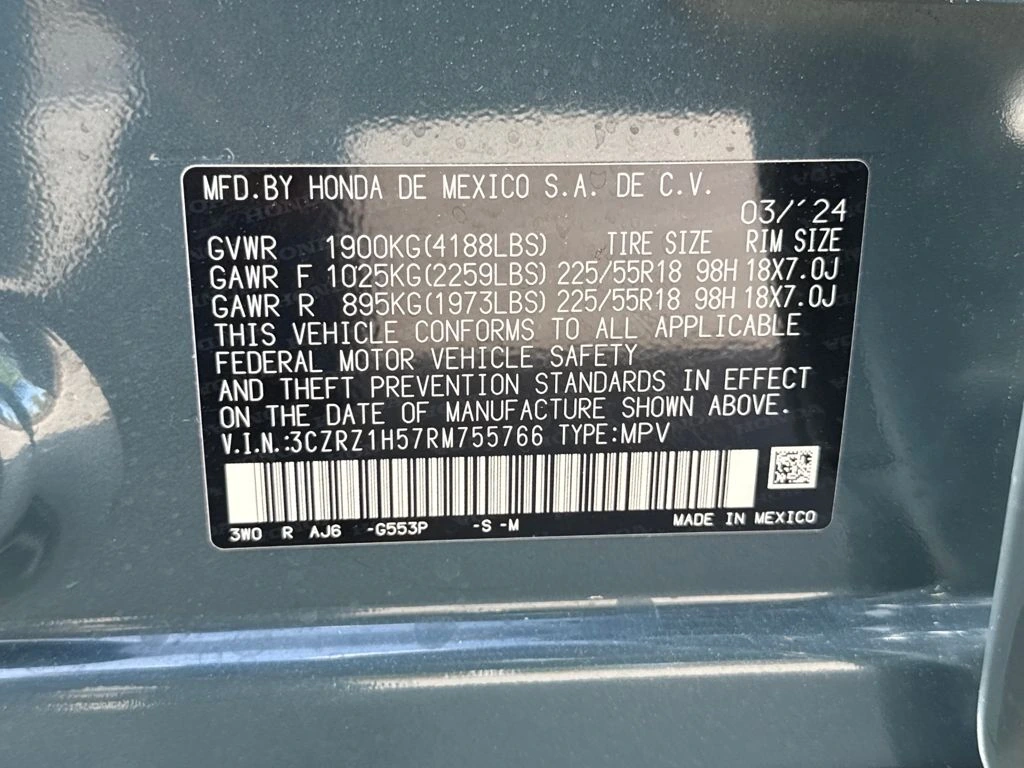 MFD.BY HONDA DE MEXICO S.A. DE C.V.
03/´24
GVWR 1900KG(4188LBS) TIRE SIZE RIM SIZE
GAWR F 1025KG(2259LBS) 225/55R18 98H 18X7.0J
GAWR R 895KG(1973LBS) 225/55R18 98H 18X7.0J
THIS VEHICLE CONFORMS TO ALL APPLICABLE
FEDERAL MOTOR VEHICLE SAFETY
AND THEFT PREVENTION STANDARDS IN EFFECT
ON THE DATE OF MANUFACTURE SHOWN ABOVE.
V.I.N.:3CZRZ1H57RM755766 TYPE:MPV
3W0 R AJ6 -G553P -S -M MADE IN MEXICO